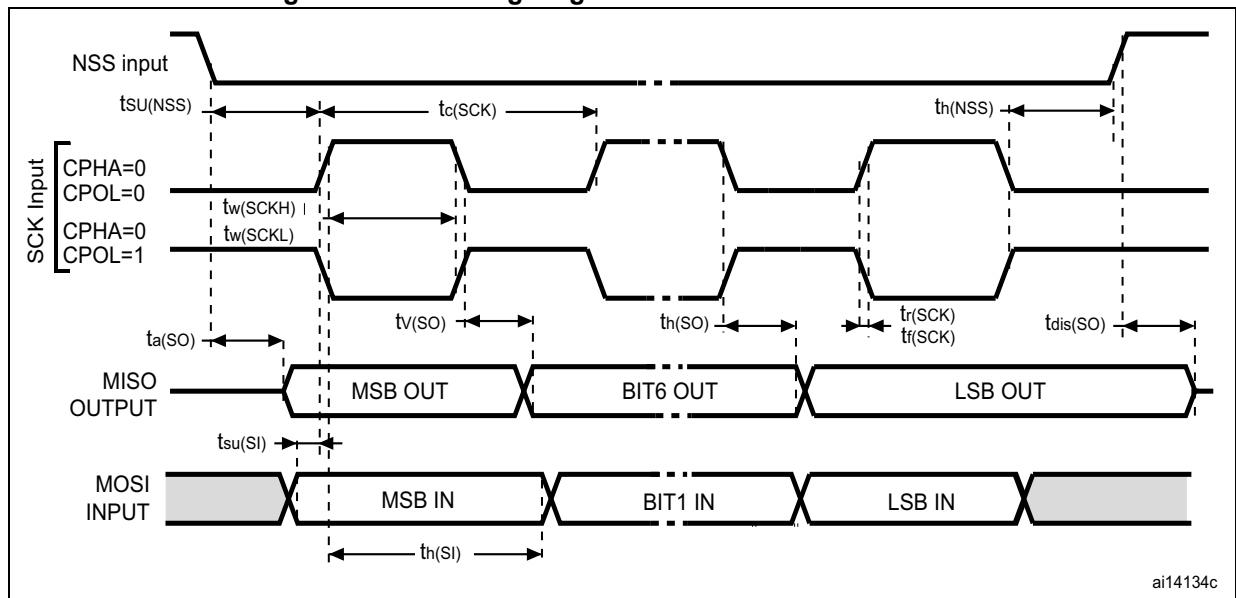 NSS input
tSU(NSS)
tc(SCK)
th(NSS)
SCK Input
CPHA=0
CPOL=0
tw(SCKH)
CPHA=0
CPOL=1
tw(SCKL)
tV(SO)
th(SO)
tr(SCK)
tf(SCK)
tdis(SO)
ta(SO)
MISO
OUTPUT
MSB OUT
BIT6 OUT
LSB OUT
tsu(SI)
MOSI
INPUT
MSB IN
BIT1 IN
LSB IN
th(SI)
ai14134c